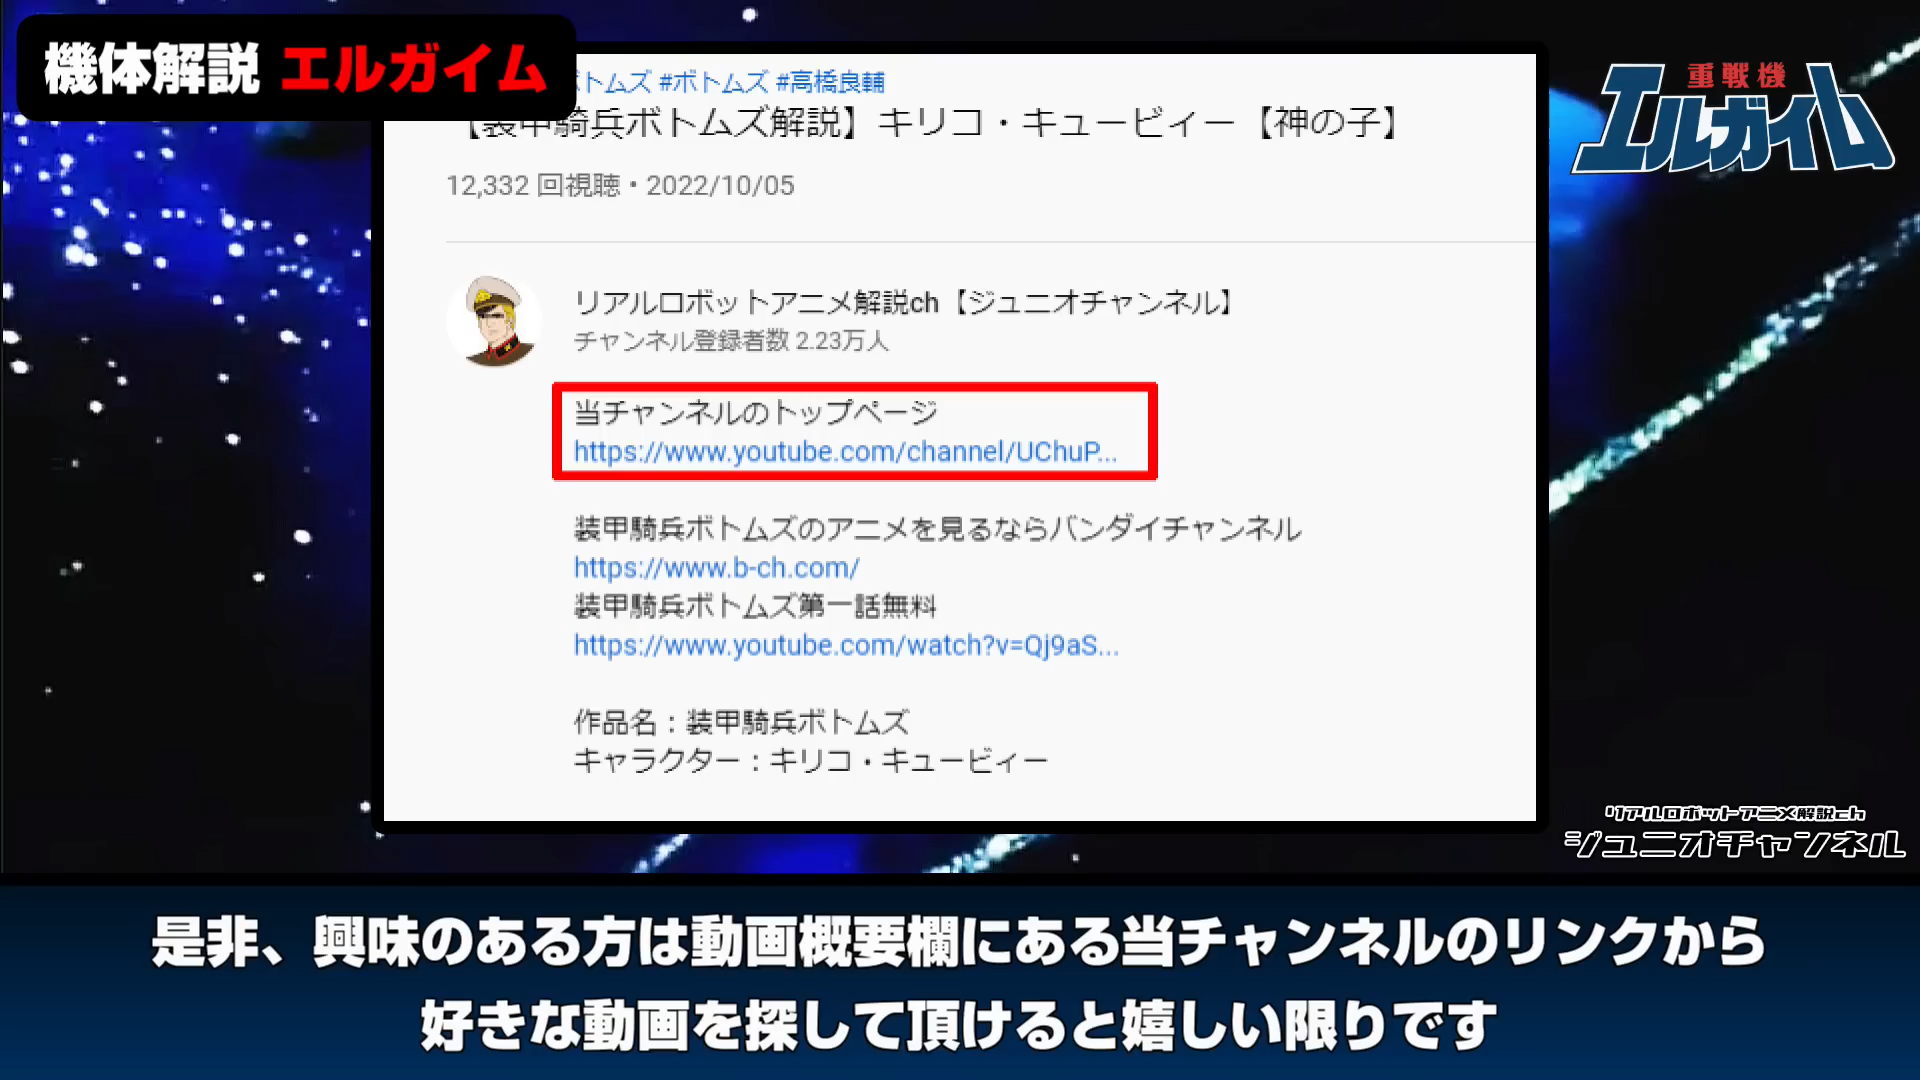 機体解説 エルガイム
重戦機
エルガイム
トムズ #ボトムズ #高橋良輔
【装甲騎兵ボトムズ解説】キリコ・キュービィー【神の子】
12,332 回視聴・2022/10/05
リアルロボットアニメ解説ch【ジュニオチャンネル】
チャンネル登録者数 2.23万人
当チャンネルのトップページ
https://www.youtube.com/channel/UChuP...
装甲騎兵ボトムズのアニメを見るならバンダイチャンネル
https://www.b-ch.com/
装甲騎兵ボトムズ第一話無料
https://www.youtube.com/watch?v=Qj9aS...
作品名：装甲騎兵ボトムズ
キャラクター：キリコ・キュービィー
リアルロボットアニメ解説ch
ジュニオチャンネル
是非、興味のある方は動画概要欄にある当チャンネルのリンクから
好きな動画を探して頂けると嬉しい限りです